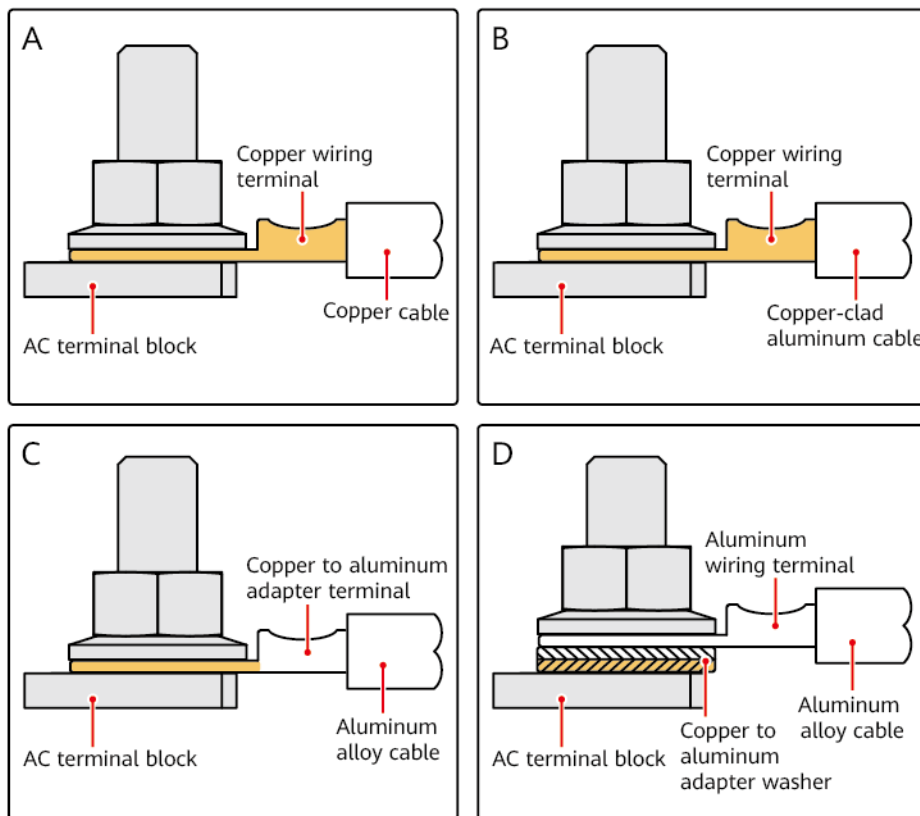 A
Copper wiring
terminal
Copper cable
AC terminal block
B
Copper wiring
terminal
Copper-clad
aluminum cable
AC terminal block
C
Copper to aluminum
adapter terminal
Aluminum
alloy cable
AC terminal block
D
Aluminum
wiring terminal
Aluminum
alloy cable
Copper to
aluminum
adapter washer
AC terminal block